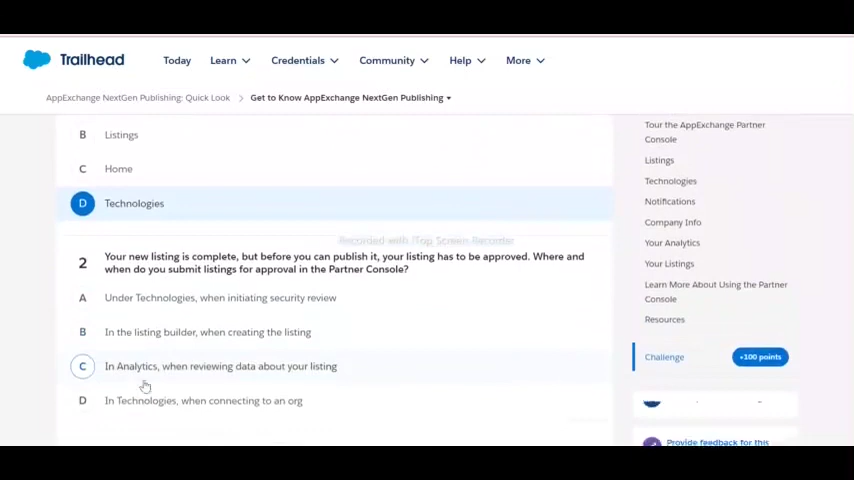 Trailhead
Today Learn Credentials Community Help More
AppExchange NextGen Publishing: Quick Look > Get to Know AppExchange NextGen Publishing
B Listings
C Home
D Technologies
Recorded with iTop Screen Recorder
2 Your new listing is complete, but before you can publish it, your listing has to be approved. Where and
when do you submit listings for approval in the Partner Console?
A Under Technologies, when initiating security review
B In the listing builder, when creating the listing
C In Analytics, when reviewing data about your listing
D In Technologies, when connecting to an org
Tour the AppExchange Partner
Console
Listings
Technologies
Notifications
Company Info
Your Analytics
Your Listings
Learn More About Using the Partner
Console
Resources
Challenge +100 points
Provide feedback for this